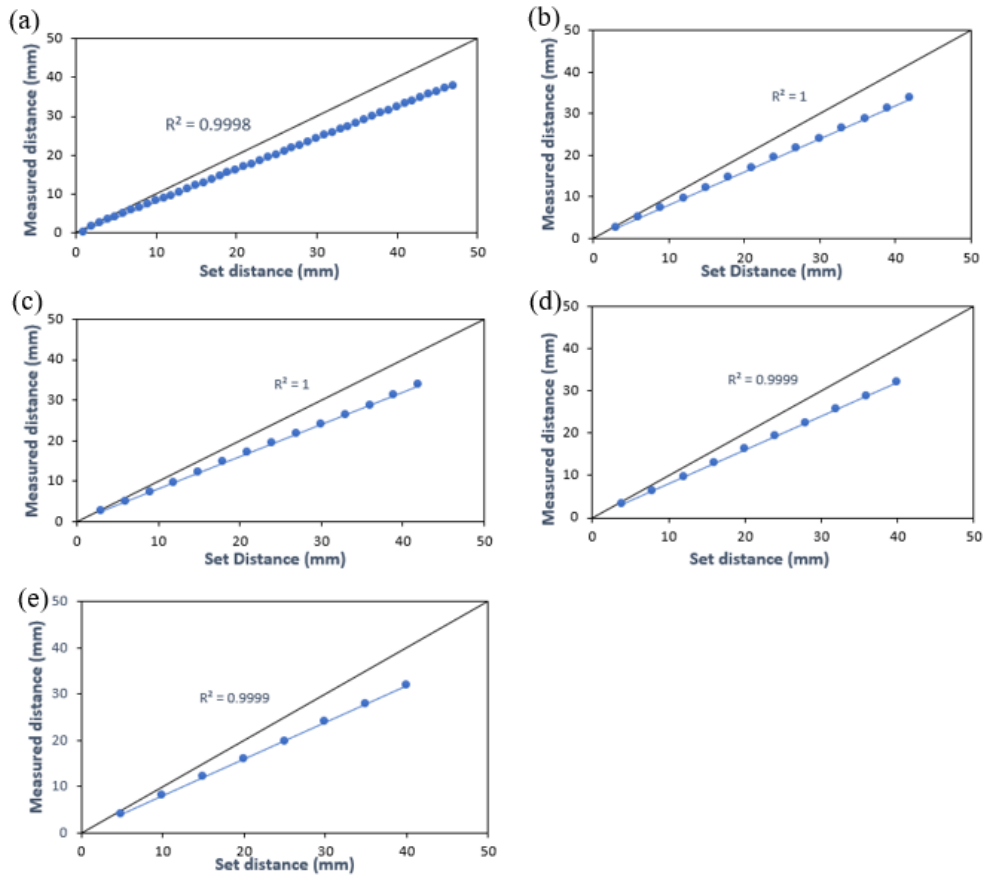 (a)
Measured distance (mm)
50
40
30
20
10
0
R² = 0.9998
0 10 20 30 40 50
Set distance (mm)
(b)
Measured distance (mm)
50
40
30
20
10
0
R² = 1
0 10 20 30 40 50
Set Distance (mm)
(c)
Measured distance (mm)
50
40
30
20
10
0
R² = 1
0 10 20 30 40 50
Set Distance (mm)
(d)
Measured distance (mm)
50
40
30
20
10
0
R² = 0.9999
0 10 20 30 40 50
Set distance (mm)
(e)
Measured distance (mm)
50
40
30
20
10
0
R² = 0.9999
0 10 20 30 40 50
Set distance (mm)